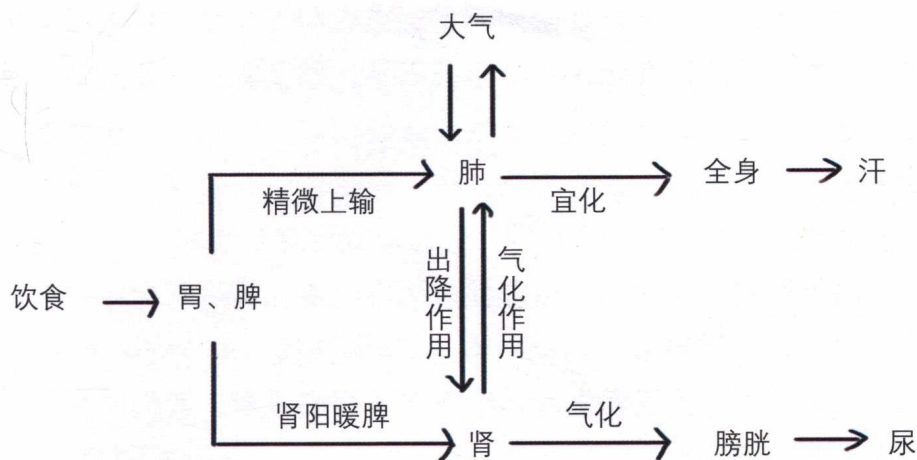 大气
肺
全身
汗
精微上输
宜化
出降作用
气化作用
饮食
胃、脾
肾阳暖脾
气化
肾
膀胱
尿